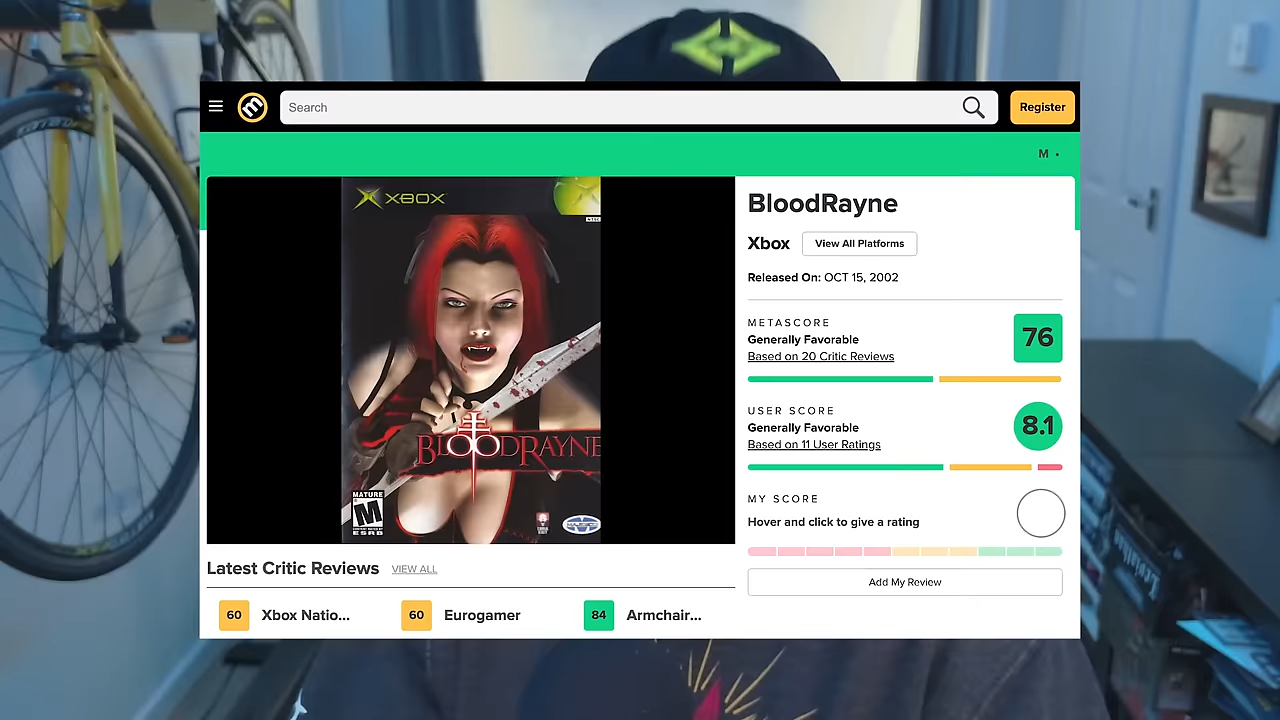 Search
Register
M •
XBOX
NTSC
BLOODRAYNE
MATURE
M
ESRB
MAJESCO
BloodRayne
Xbox
View All Platforms
Released On: OCT 15, 2002
METASCORE
Generally Favorable
76
Based on 20 Critic Reviews
USER SCORE
Generally Favorable
8.1
Based on 11 User Ratings
MY SCORE
Hover and click to give a rating
Add My Review
Latest Critic Reviews
VIEW ALL
60 Xbox Natio...
60 Eurogamer
84 Armchair...